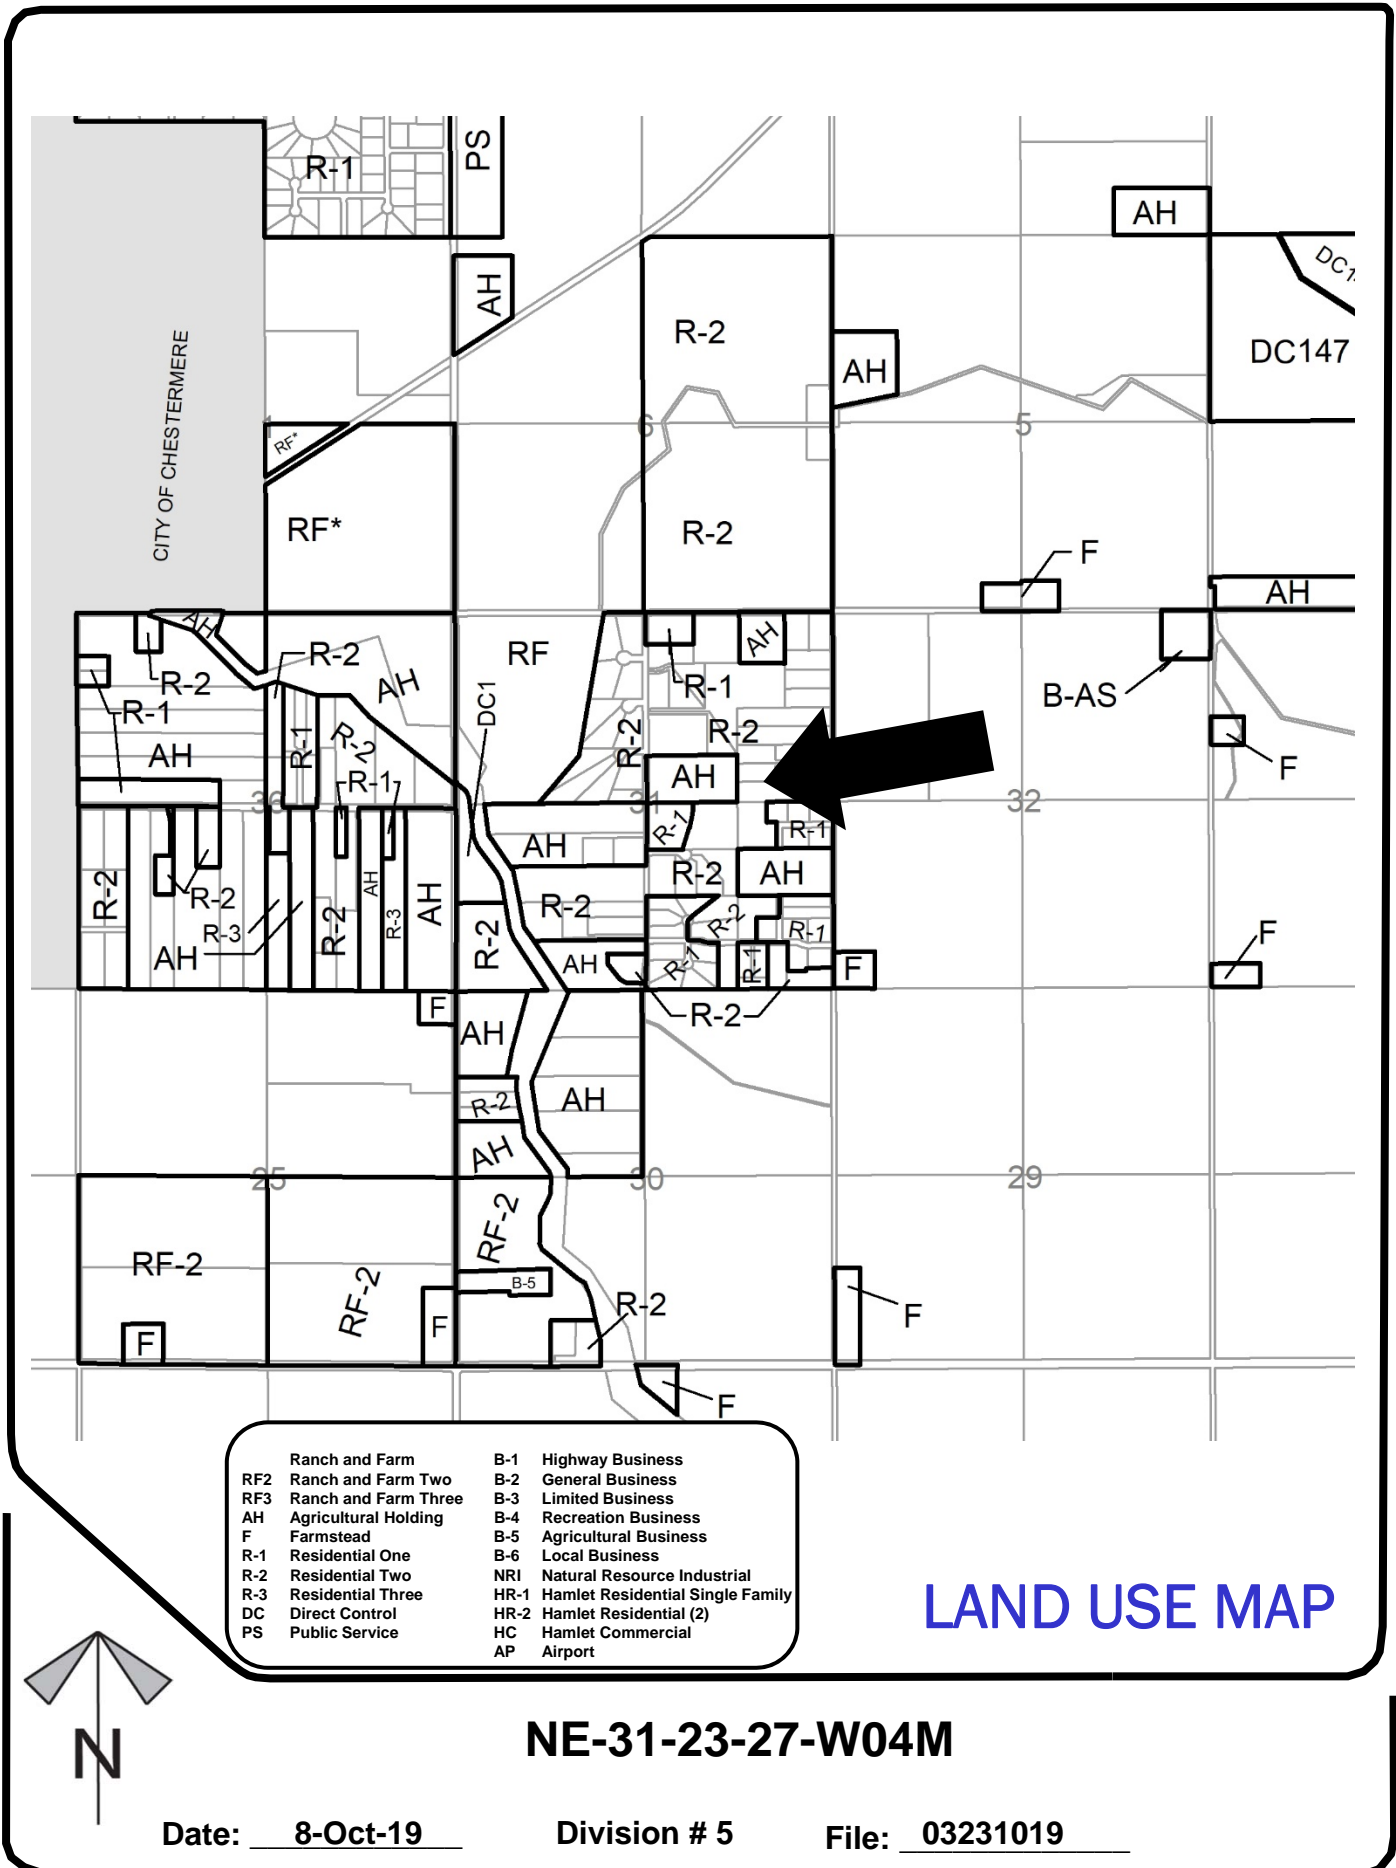 R-1
PS
AH
AH
DC1
R-2
DC147
AH
CITY OF CHESTERMERE
1
6
5
RF*
RF*
R-2
F
AH
AH
R-2
RF
AH
R-2
AH
R-1
B-AS
R-2
R-1
DC1
R-2
R-2
AH
R-1
R-2
F
AH
R-1
36
31
32
R-1
R-1
AH
R-2
AH
R-2
R-2
AH
R-3
AH
R-2
R-2
R-1
F
R-3
R-2
R-2
AH
AH
R-1
R-1
F
F
R-2
AH
R-2
AH
AH
25
30
29
RF-2
RF-2
RF-2
B-5
R-2
F
F
F
F
Ranch and Farm
RF2 Ranch and Farm Two
RF3 Ranch and Farm Three
AH Agricultural Holding
F Farmstead
R-1 Residential One
R-2 Residential Two
R-3 Residential Three
DC Direct Control
PS Public Service
B-1 Highway Business
B-2 General Business
B-3 Limited Business
B-4 Recreation Business
B-5 Agricultural Business
B-6 Local Business
NRI Natural Resource Industrial
HR-1 Hamlet Residential Single Family
HR-2 Hamlet Residential (2)
HC Hamlet Commercial
AP Airport
LAND USE MAP
N
NE-31-23-27-W04M
Date: 8-Oct-19 Division # 5 File: 03231019